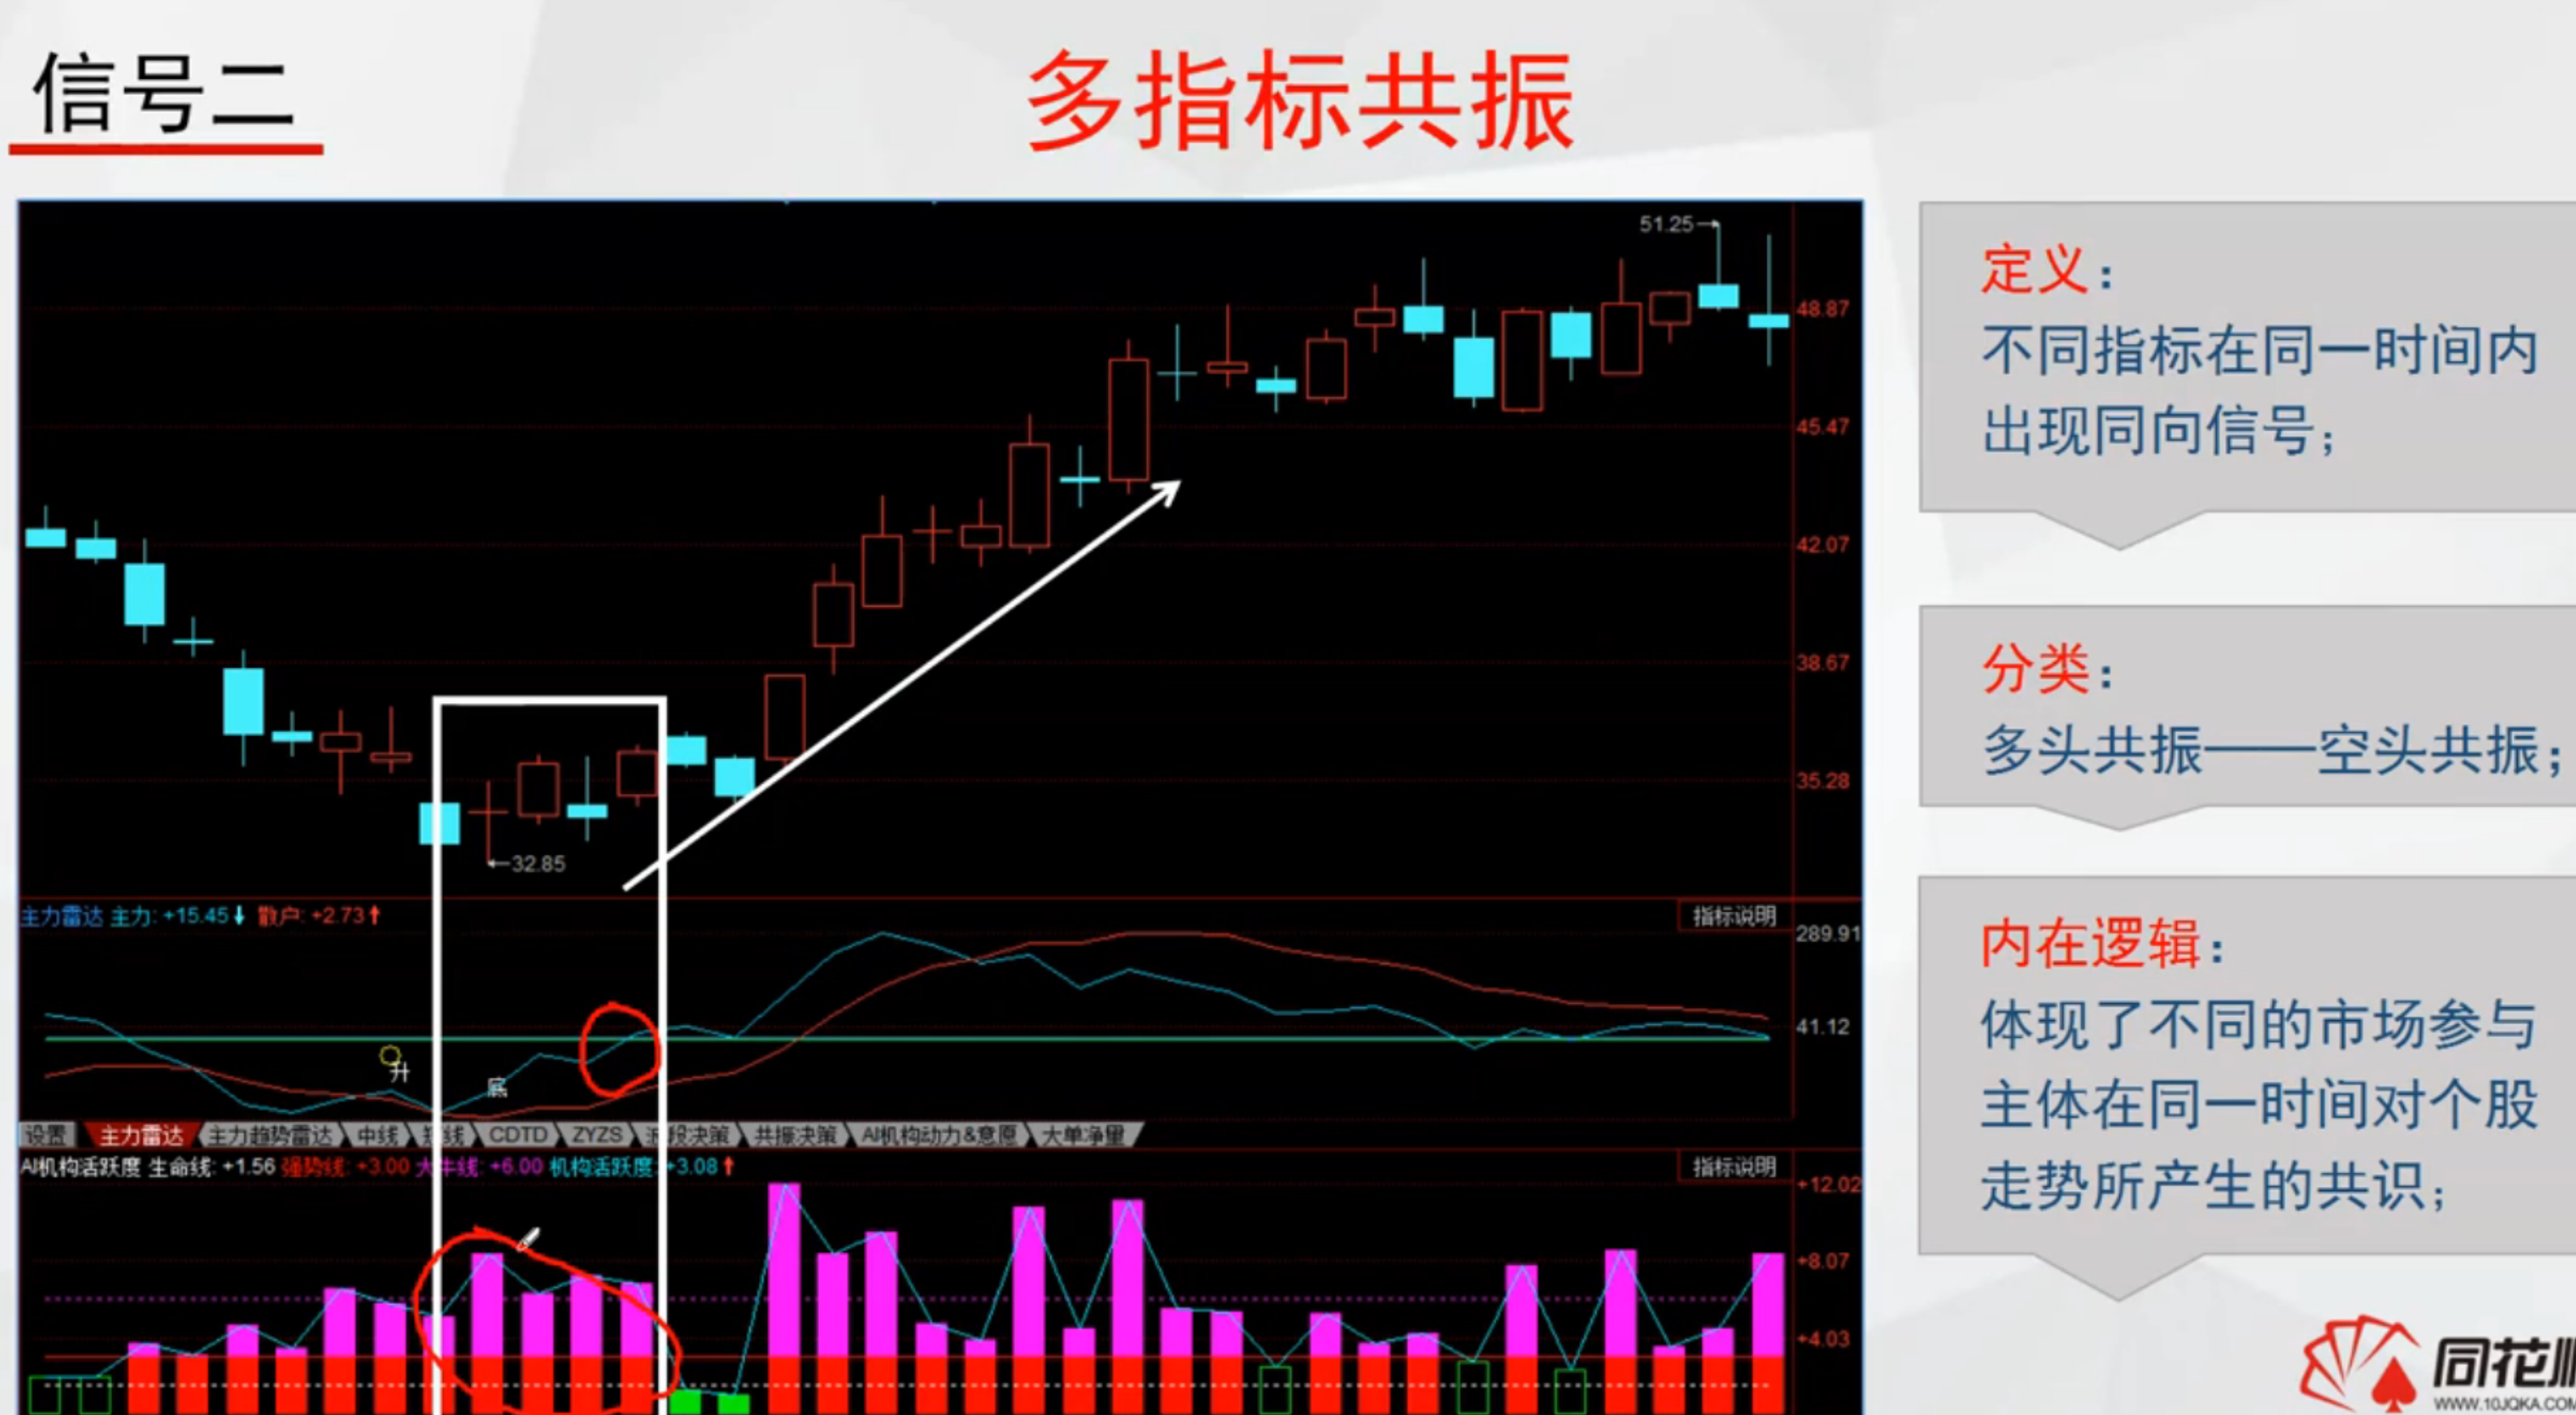 信号二
多指标共振
51.25
48.87
45.47
42.07
38.67
35.28
32.85
主力雷达 主力: +15.45↓ 散户: +2.73↑
指标说明
289.91
41.12
升
底
设置 主力雷达 主力趋势雷达 中线 短线 CDTD ZYZS 波段决策 共振决策 AI机构动力&意愿 大单净量
AI机构活跃度 生命线: +1.56 强势线: +3.00 大牛线: +6.00 机构活跃度: +3.08↑
指标说明
+12.02
+8.07
+4.03
定义：
不同指标在同一时间内
出现同向信号；
分类：
多头共振——空头共振；
内在逻辑：
体现了不同的市场参与
主体在同一时间对个股
走势所产生的共识；
同花
WWW.10JQKA.COM